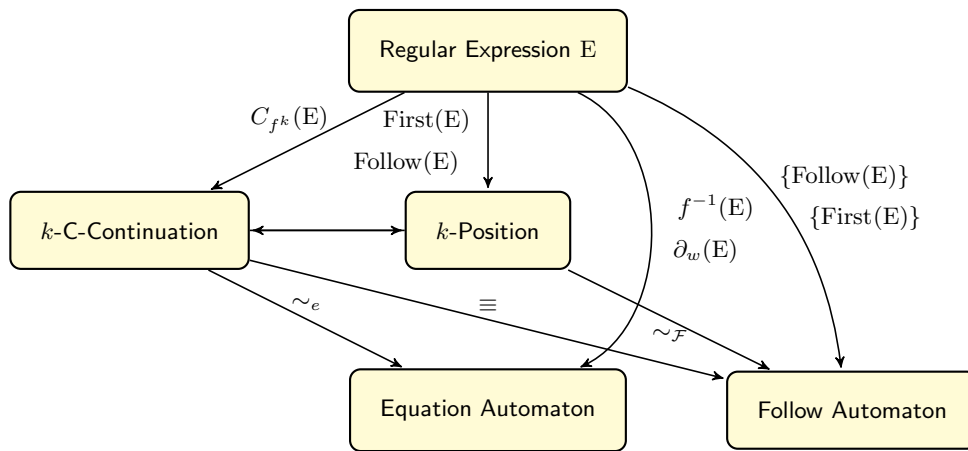 Regular Expression E
C_{f^k}(E)
First(E)
Follow(E)
{Follow(E)}
{First(E)}
f^{-1}(E)
∂_w(E)
k-C-Continuation
k-Position
∼_e
≡
∼_ℱ
Equation Automaton
Follow Automaton